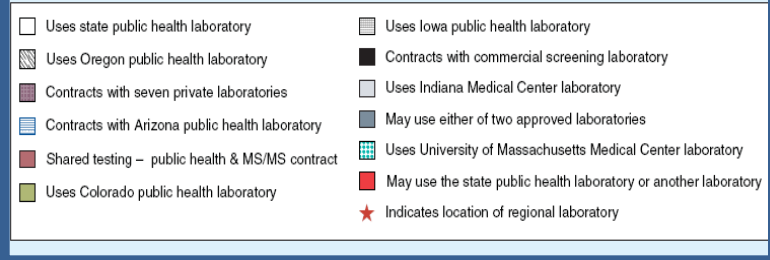 Uses state public health laboratory
Uses Oregon public health laboratory
Contracts with seven private laboratories
Contracts with Arizona public health laboratory
Shared testing – public health & MS/MS contract
Uses Colorado public health laboratory
Uses Iowa public health laboratory
Contracts with commercial screening laboratory
Uses Indiana Medical Center laboratory
May use either of two approved laboratories
Uses University of Massachusetts Medical Center laboratory
May use the state public health laboratory or another laboratory
Indicates location of regional laboratory